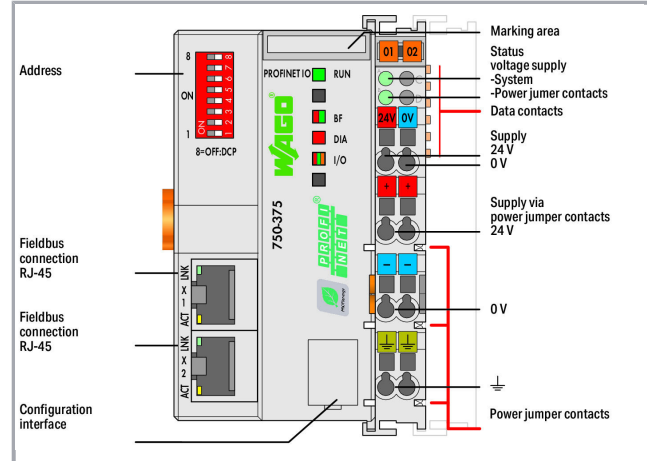 Marking area
01 02
Status
voltage supply
-System
-Power jumer contacts
Data contacts
24V 0V
Supply
24 V
0 V
+ +
Supply via
power jumper contacts
24 V
− −
0 V
Power jumper contacts
Address
8
ON
1
8 7 6 5 4 3 2 1
ON
8=OFF:DCP
PROFINET IO
RUN
BF
DIA
I/O
WAGO
750-375
PROFI
NET
Fieldbus
connection
RJ-45
LNK
X
1
ACT
Fieldbus
connection
RJ-45
LNK
X
2
ACT
Configuration
interface